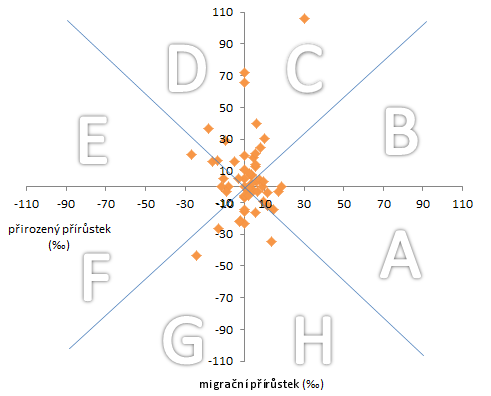 110
90
70
50
30
10
-10
-30
-50
-70
-90
-110
-110 -90 -70 -50 -30 -10 10 30 50 70 90 110
D C
E B
F A
G H
přirozený přírůstek
(‰)
migrační přírůstek (‰)